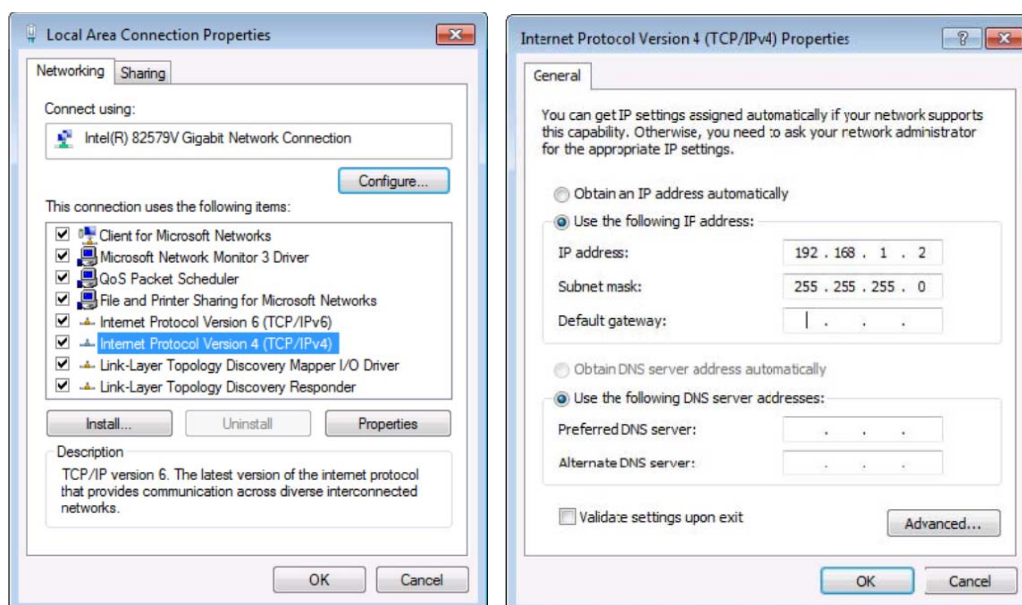 Local Area Connection Properties
Networking
Sharing
Connect using:
Intel(R) 82579V Gigabit Network Connection
Configure...
This connection uses the following items:
Client for Microsoft Networks
Microsoft Network Monitor 3 Driver
QoS Packet Scheduler
File and Printer Sharing for Microsoft Networks
Internet Protocol Version 6 (TCP/IPv6)
Internet Protocol Version 4 (TCP/IPv4)
Link-Layer Topology Discovery Mapper I/O Driver
Link-Layer Topology Discovery Responder
Install...
Uninstall
Properties
Description
TCP/IP version 6. The latest version of the internet protocol
that provides communication across diverse interconnected
networks.
OK
Cancel
Internet Protocol Version 4 (TCP/IPv4) Properties
General
You can get IP settings assigned automatically if your network supports
this capability. Otherwise, you need to ask your network administrator
for the appropriate IP settings.
Obtain an IP address automatically
Use the following IP address:
IP address:
192 . 168 . 1 . 2
Subnet mask:
255 . 255 . 255 . 0
Default gateway:
. . .
Obtain DNS server address automatically
Use the following DNS server addresses:
Preferred DNS server:
. . .
Alternate DNS server:
. . .
Validate settings upon exit
Advanced...
OK
Cancel